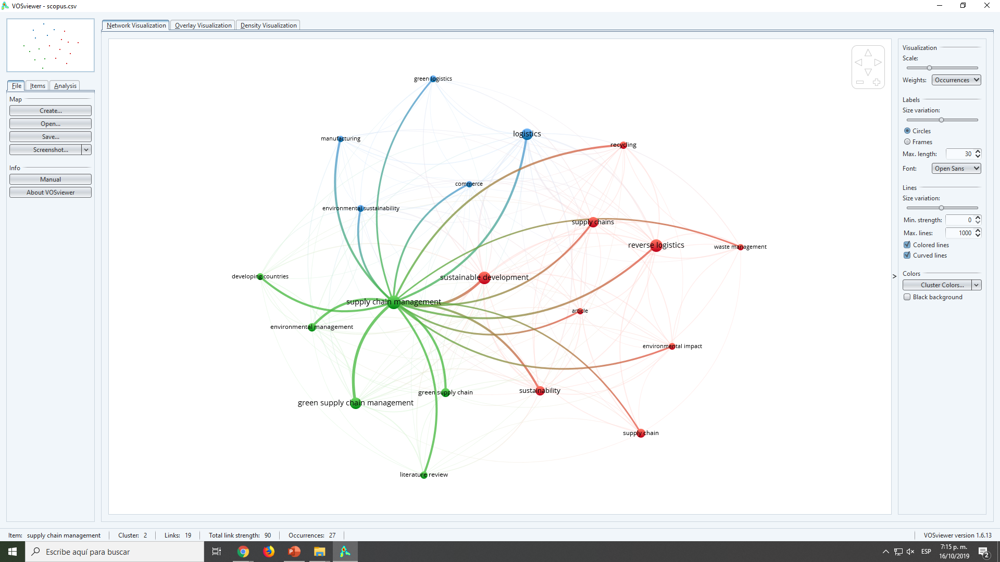 VOSviewer - scopus.csv
Network Visualization
Overlay Visualization
Density Visualization
File
Items
Analysis
Map
Create...
Open...
Save...
Screenshot...
Info
Manual
About VOSviewer
green logistics
logistics
manufacturing
recycling
commerce
environmental sustainability
supply chains
reverse logistics
waste management
developing countries
sustainable development
supply chain management
article
environmental management
environmental impact
green supply chain
sustainability
green supply chain management
supply chain
literature review
Visualization
Scale:
Weights: Occurrences
Labels
Size variation:
Circles
Frames
Max. length: 30
Font: Open Sans
Lines
Size variation:
Min. strength: 0
Max. lines: 1000
Colored lines
Curved lines
>
Colors
Cluster Colors...
Black background
Item: supply chain management Cluster: 2 Links: 19 Total link strength: 90 Occurrences: 27
VOSviewer version 1.6.13
Escribe aquí para buscar
P
ESP
7:15 p. m.
16/10/2019
2